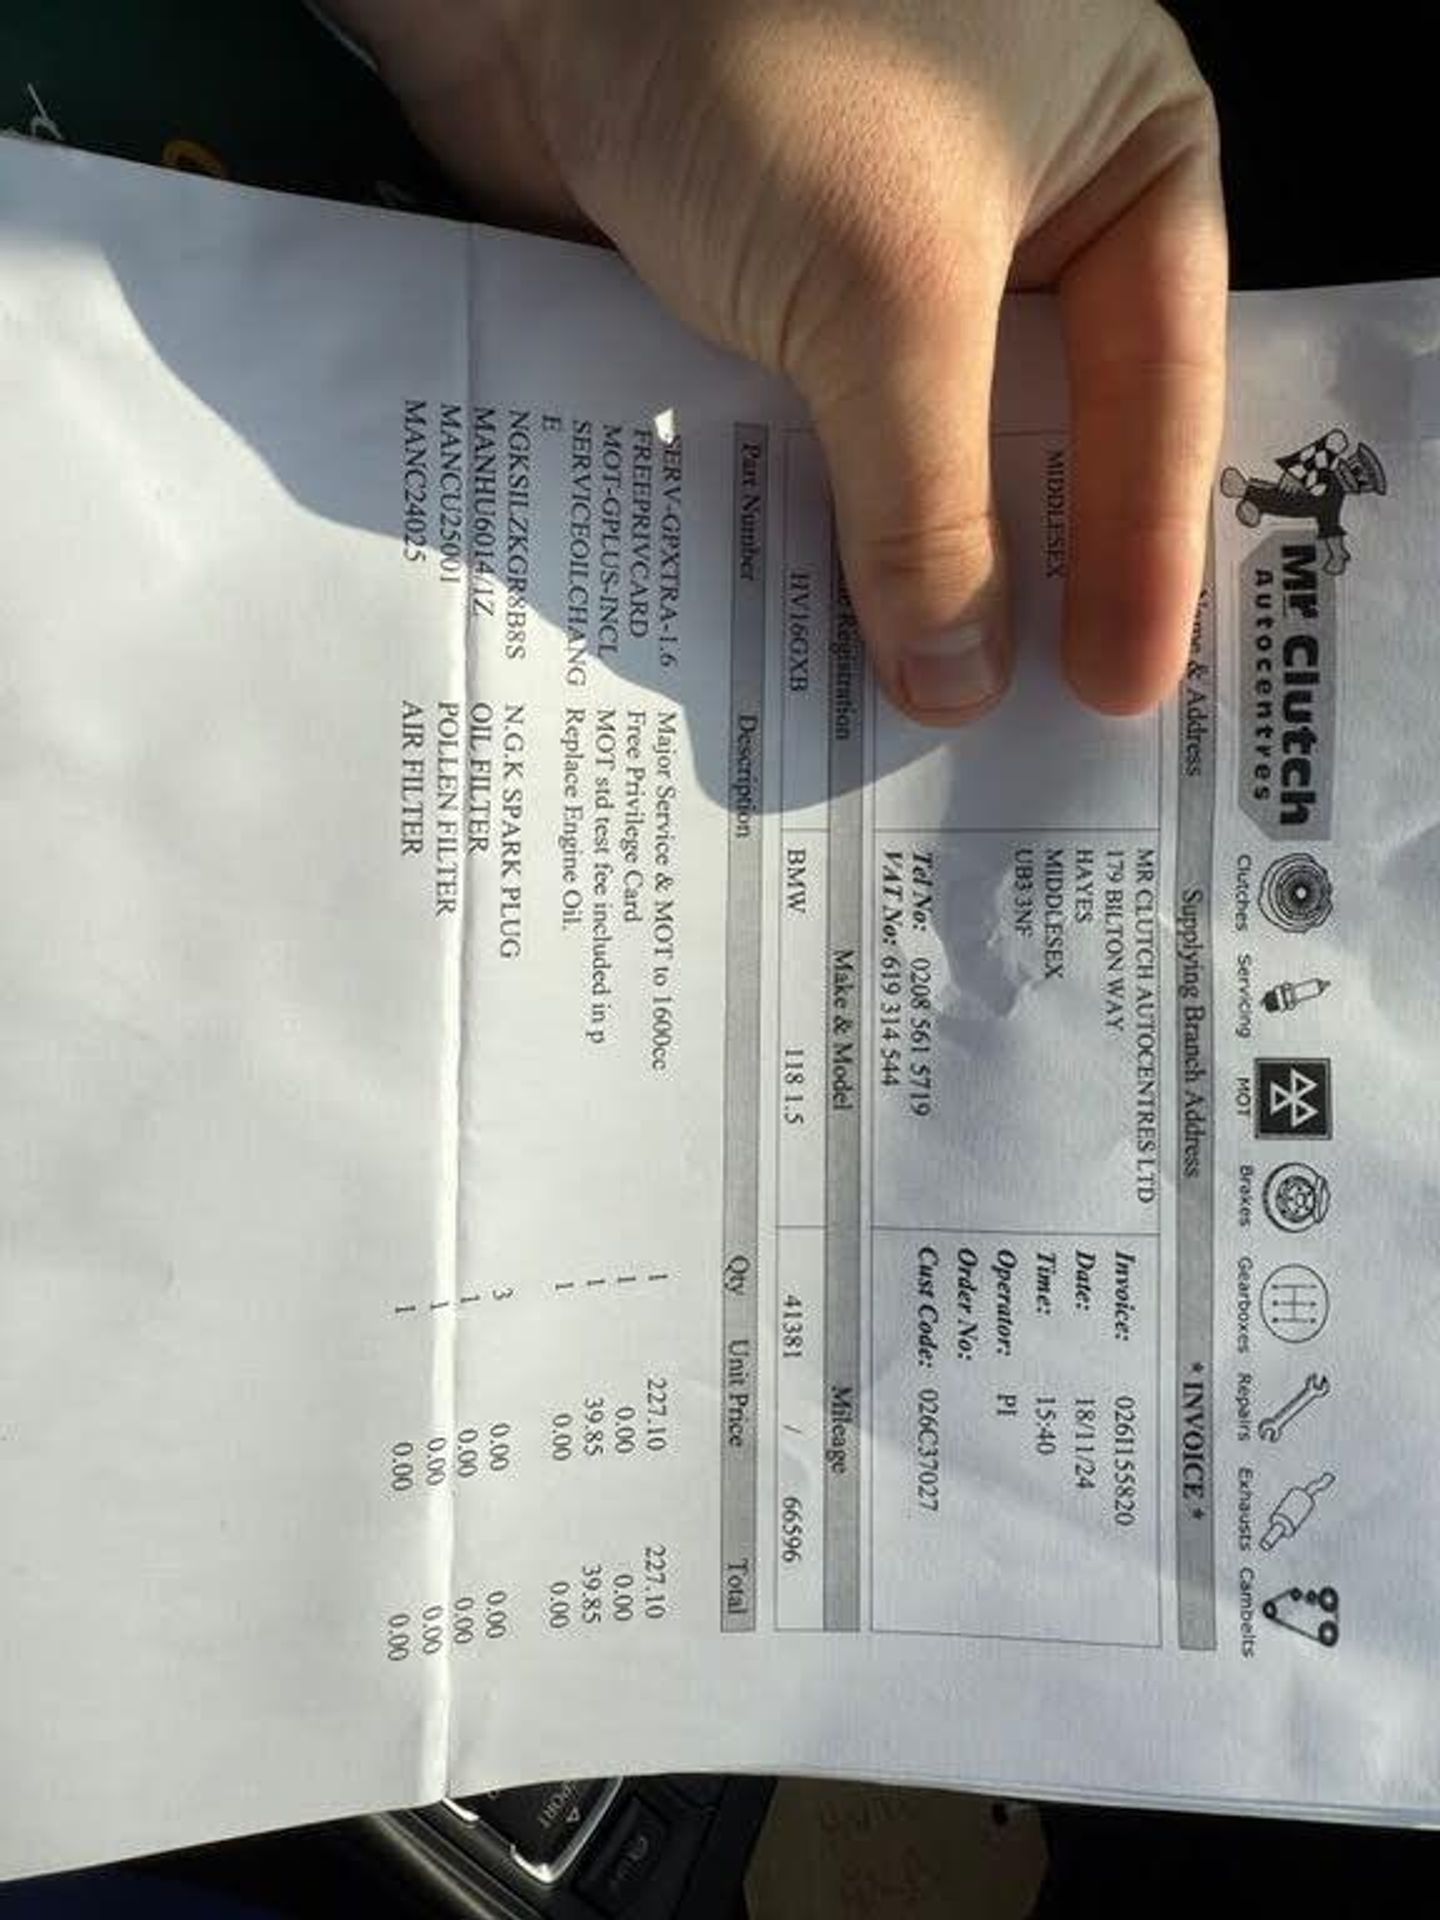 Mr Clutch
Autocentres
Clutches Servicing MOT Brakes Gearboxes Repairs Exhausts Cambelts
& Address Supplying Branch Address * INVOICE *
MR CLUTCH AUTOCENTRES LTD Invoice: 0261155820
179 BILTON WAY Date: 18/11/24
HAYES Time: 15:40
MIDDLESEX MIDDLESEX Operator: PI
UB3 3NF Order No:
Tel No: 0208 561 5719 Cust Code: 026C37027
VAT No: 619 314 544
Registration Make & Model Mileage
HV16GXB BMW 118 1.5 41381 / 66596
Part Number Description Qty Unit Price Total
SERV-GPXTRA-1.6 Major Service & MOT to 1600cc 1 227.10 227.10
FREEPRIVCARD Free Privilege Card 1 0.00 0.00
MOT-GPLUS-INCL MOT std test fee included in p 1 39.85 39.85
SERVICEOILCHANG Replace Engine Oil. 1 0.00 0.00
E
NGKSILZKGR8B8S N.G.K SPARK PLUG 3 0.00 0.00
MANHU6014/1Z OIL FILTER 1 0.00 0.00
MANCU25001 POLLEN FILTER 1 0.00 0.00
MANC24025 AIR FILTER 1 0.00 0.00